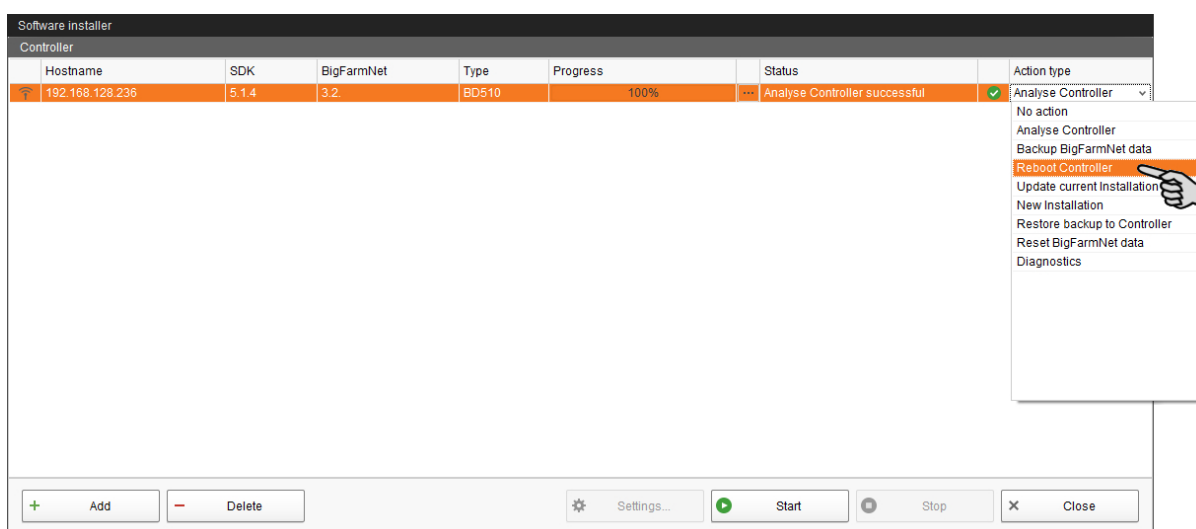 Software installer
Controller
Hostname SDK BigFarmNet Type Progress Status Action type
192.168.128.236 5.1.4 3.2. BD510 100% ... Analyse Controller successful Analyse Controller
No action
Analyse Controller
Backup BigFarmNet data
Reboot Controller
Update current Installation
New Installation
Restore backup to Controller
Reset BigFarmNet data
Diagnostics
Add Delete Settings... Start Stop Close